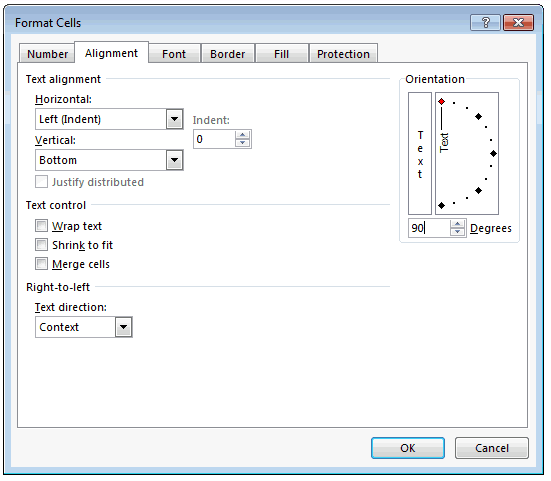 Format Cells
?
Number Alignment Font Border Fill Protection
Text alignment
Horizontal:
Left (Indent)
Indent:
0
Vertical:
Bottom
Justify distributed
Text control
Wrap text
Shrink to fit
Merge cells
Right-to-left
Text direction:
Context
Orientation
Text
Text
90 Degrees
OK Cancel